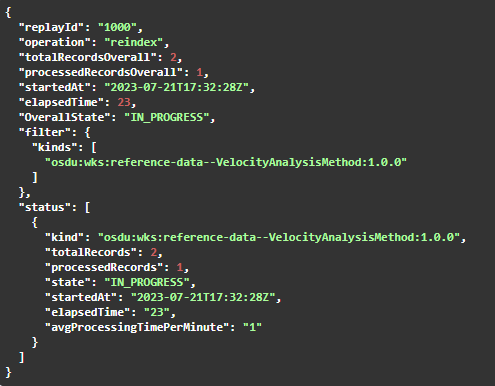 {
  "replayId": "1000",
  "operation": "reindex",
  "totalRecordsOverall": 2,
  "processedRecordsOverall": 1,
  "startedAt": "2023-07-21T17:32:28Z",
  "elapsedTime": 23,
  "OverallState": "IN_PROGRESS",
  "filter": {
    "kinds": [
      "osdu:wks:reference-data--VelocityAnalysisMethod:1.0.0"
    ]
  },
  "status": [
    {
      "kind": "osdu:wks:reference-data--VelocityAnalysisMethod:1.0.0",
      "totalRecords": 2,
      "processedRecords": 1,
      "state": "IN_PROGRESS",
      "startedAt": "2023-07-21T17:32:28Z",
      "elapsedTime": "23",
      "avgProcessingTimePerMinute": "1"
    }
  ]
}